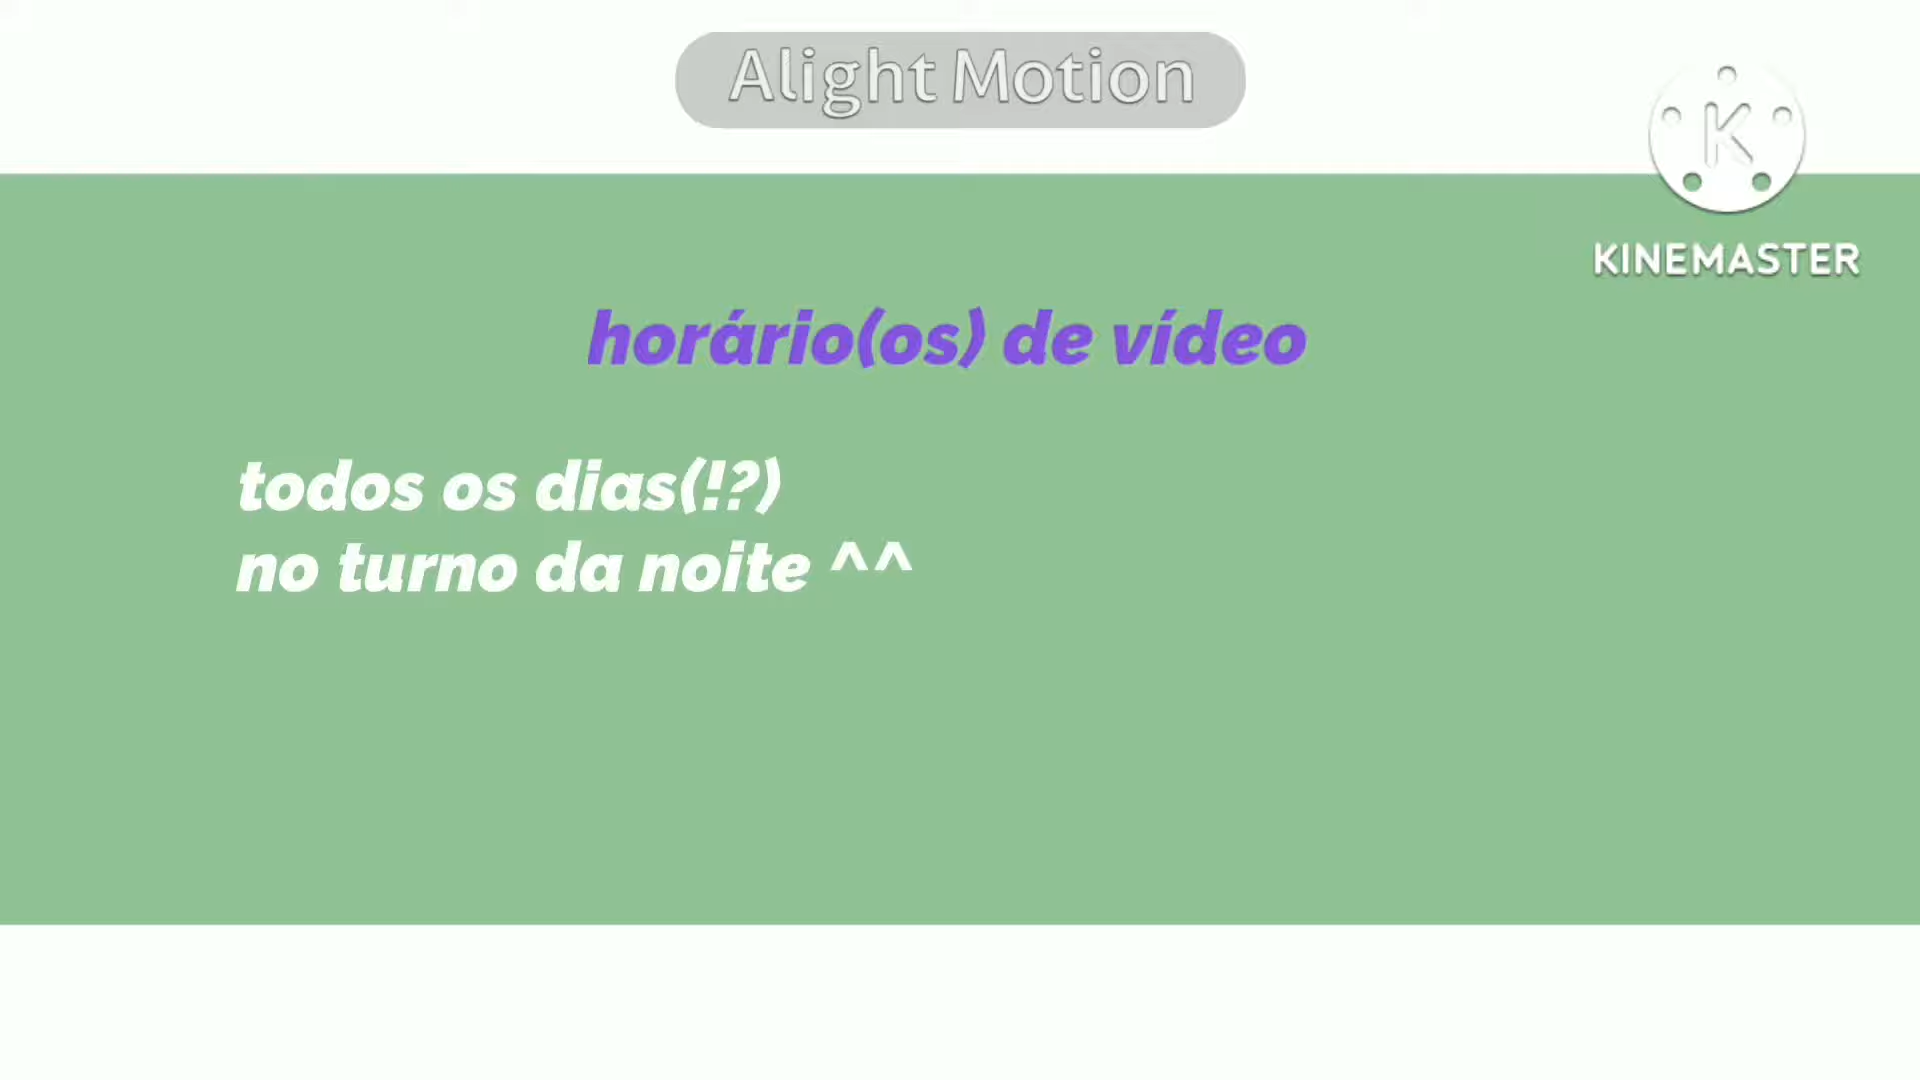 Alight Motion
K
KINEMASTER
horário(os) de vídeo
todos os dias(!?)
no turno da noite ^^